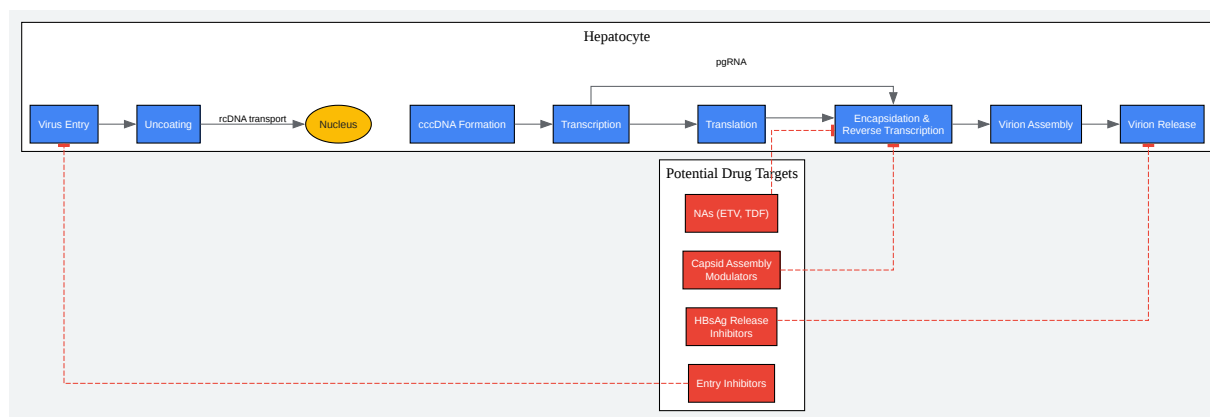 Hepatocyte
pgRNA
Virus Entry
Uncoating
rcDNA transport
Nucleus
cccDNA Formation
Transcription
Translation
Encapsidation &
Reverse Transcription
Virion Assembly
Virion Release
Potential Drug Targets
NAs (ETV, TDF)
Capsid Assembly
Modulators
HBsAg Release
Inhibitors
Entry Inhibitors